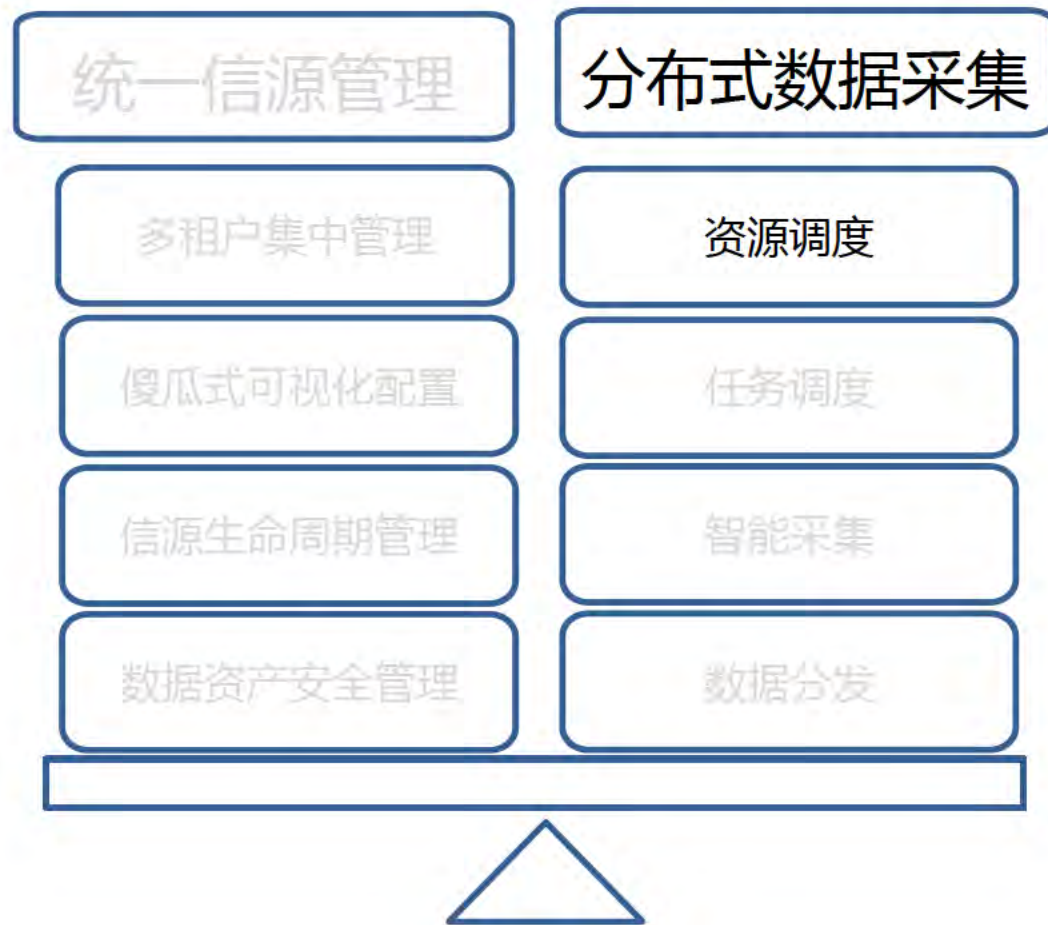 统一信源管理
分布式数据采集
多租户集中管理
资源调度
傻瓜式可视化配置
任务调度
信源生命周期管理
智能采集
数据资产安全管理
数据分发